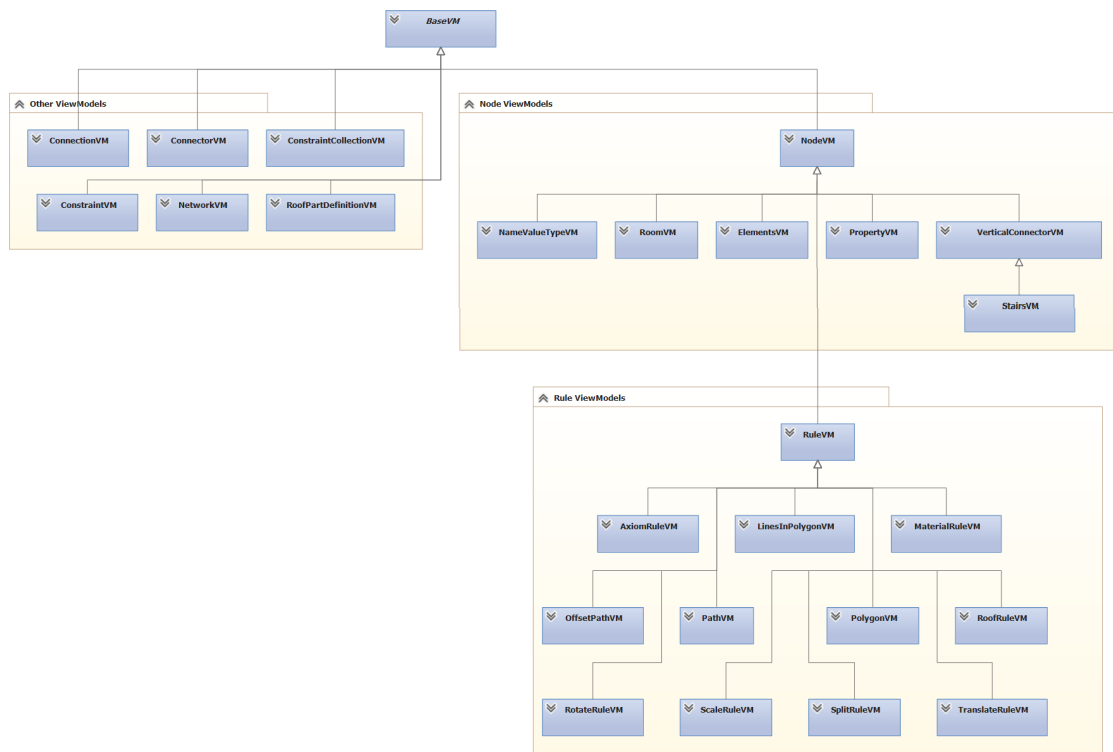 BaseVM
Other ViewModels
ConnectionVM
ConnectorVM
ConstraintCollectionVM
ConstraintVM
NetworkVM
RoofPartDefinitionVM
Node ViewModels
NodeVM
NameValueTypeVM
RoomVM
ElementsVM
PropertyVM
VerticalConnectorVM
StairsVM
Rule ViewModels
RuleVM
AxiomRuleVM
LinesInPolygonVM
MaterialRuleVM
OffsetPathVM
PathVM
PolygonVM
RoofRuleVM
RotateRuleVM
ScaleRuleVM
SplitRuleVM
TranslateRuleVM